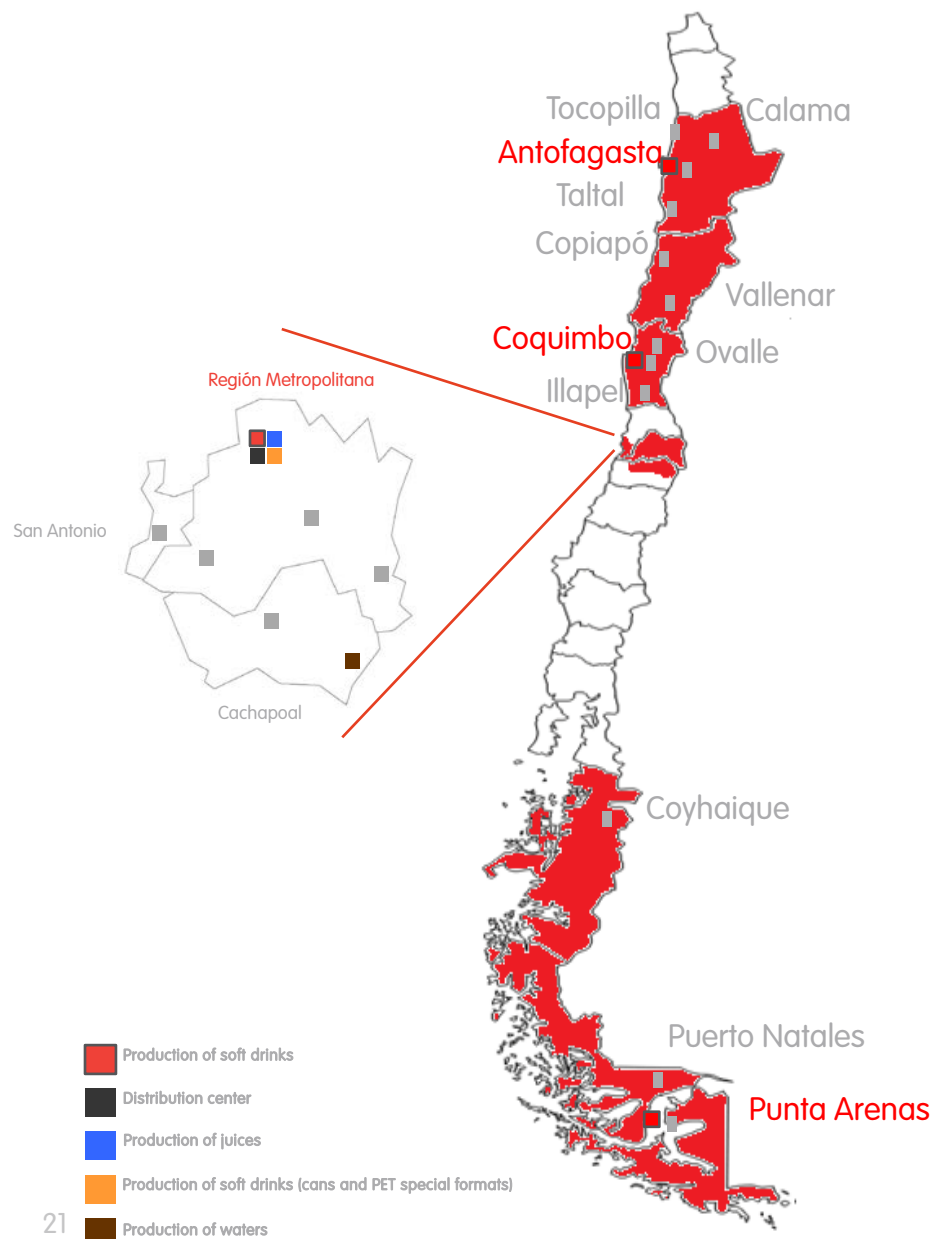 Tocopilla
Calama
Antofagasta
Taltal
Copiapó
Vallenar
Coquimbo
Ovalle
Illapel
Región Metropolitana
San Antonio
Cachapoal
Coyhaique
Puerto Natales
Punta Arenas
Production of soft drinks
Distribution center
Production of juices
Production of soft drinks (cans and PET special formats)
Production of waters
21